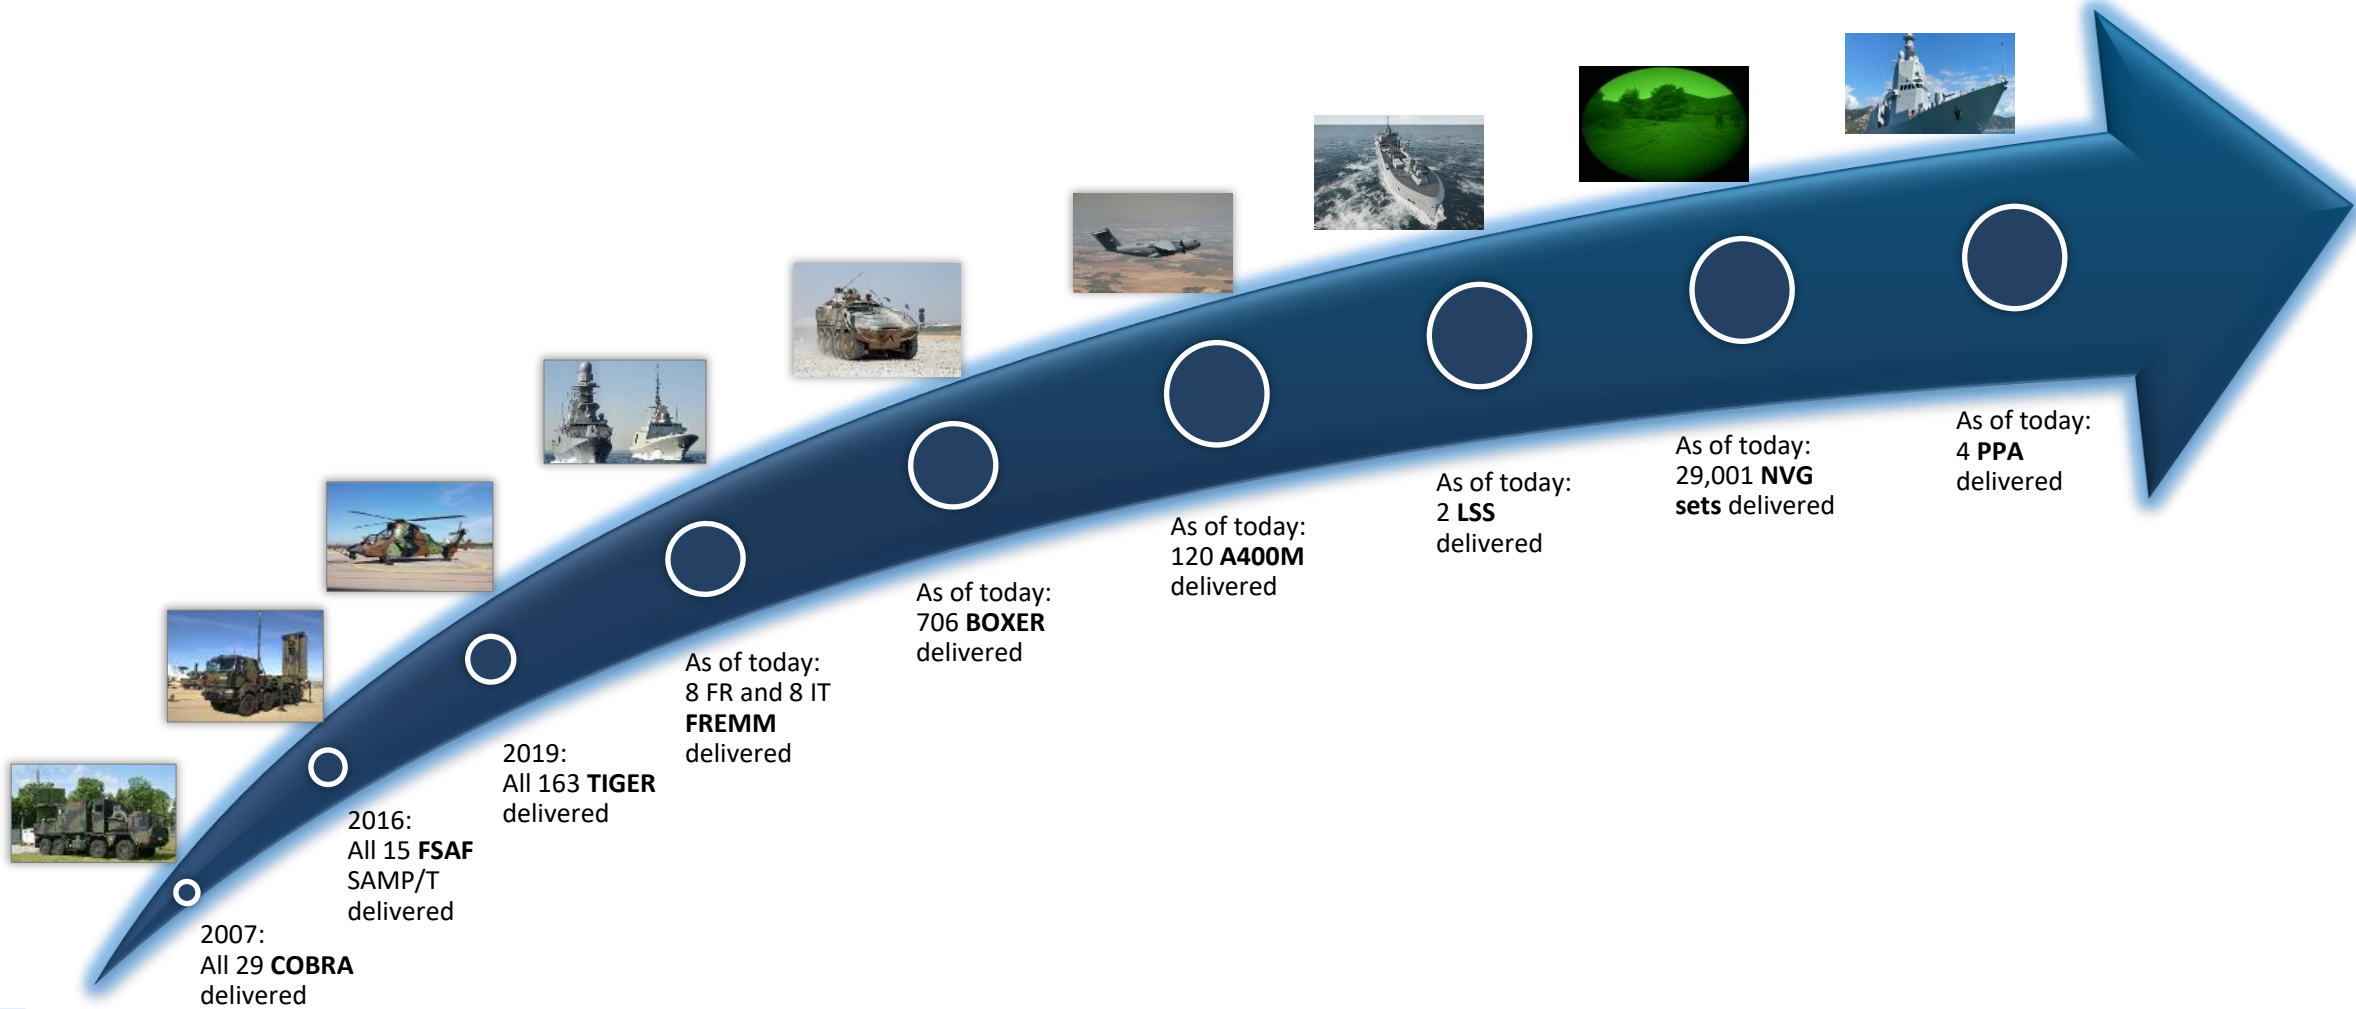 2007:
All 29 COBRA
delivered
2016:
All 15 FSAF
SAMP/T
delivered
2019:
All 163 TIGER
delivered
As of today:
8 FR and 8 IT
FREMM
delivered
As of today:
706 BOXER
delivered
As of today:
120 A400M
delivered
As of today:
2 LSS
delivered
As of today:
29,001 NVG
sets delivered
As of today:
4 PPA
delivered